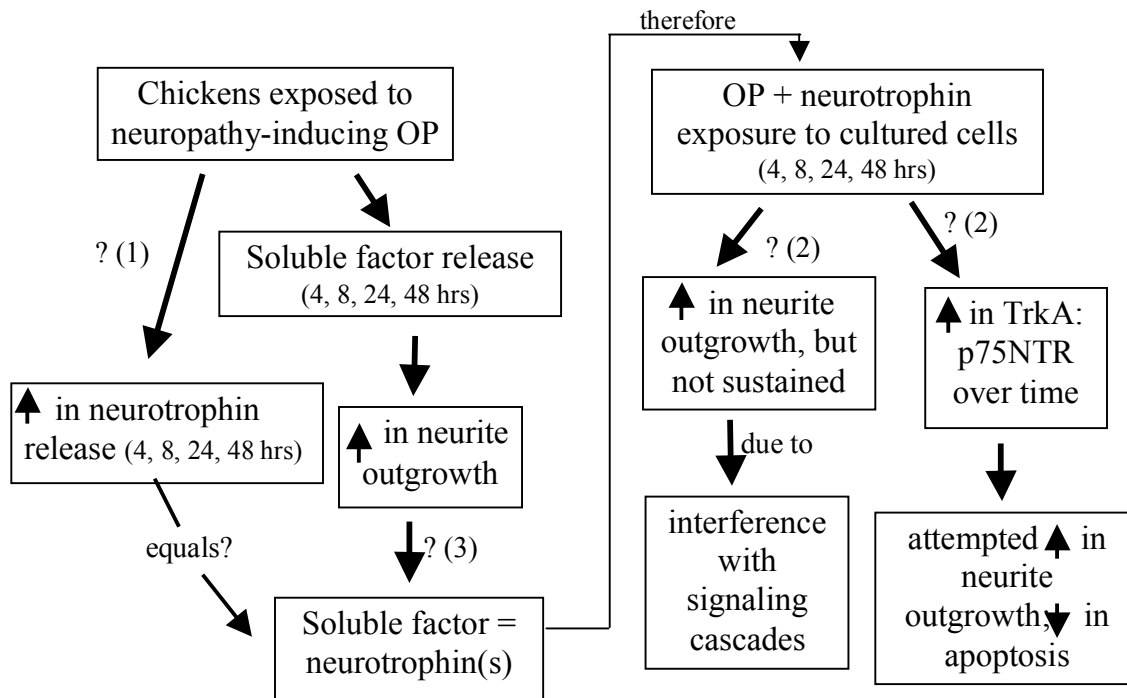 therefore
Chickens exposed to
neuropathy-inducing OP
? (1)
Soluble factor release
(4, 8, 24, 48 hrs)
in neurotrophin
release (4, 8, 24, 48 hrs)
in neurite
outgrowth
equals?
? (3)
Soluble factor =
neurotrophin(s)
OP + neurotrophin
exposure to cultured cells
(4, 8, 24, 48 hrs)
? (2)
? (2)
in neurite
outgrowth, but
not sustained
due to
interference
with
signaling
cascades
in TrkA:
p75NTR
over time
attempted in
neurite
outgrowth, in
apoptosis